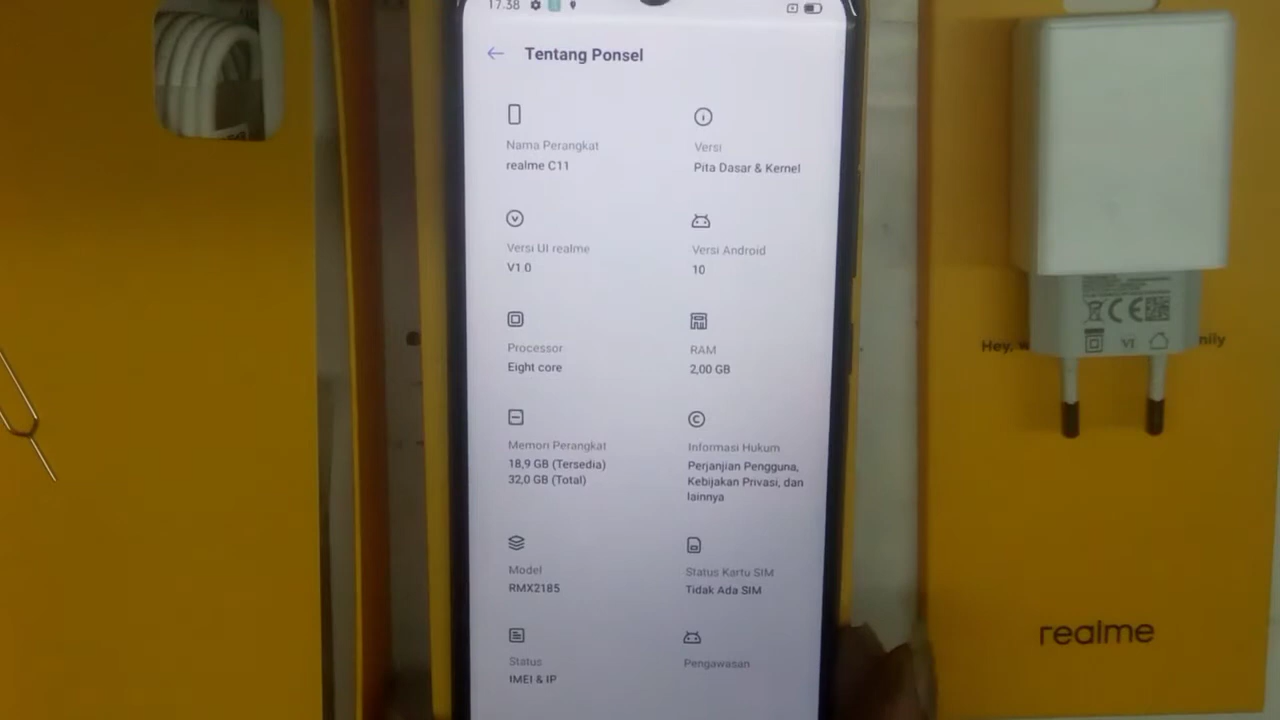 17.38
Tentang Ponsel
Nama Perangkat
realme C11
Versi
Pita Dasar & Kernel
Versi UI realme
V1.0
Versi Android
10
Processor
Eight core
RAM
2,00 GB
Memori Perangkat
18,9 GB (Tersedia)
32,0 GB (Total)
Informasi Hukum
Perjanjian Pengguna,
Kebijakan Privasi, dan
lainnya
Model
RMX2185
Status Kartu SIM
Tidak Ada SIM
Status
IMEI & IP
Pengawasan
CE
VI
Hey,
realme